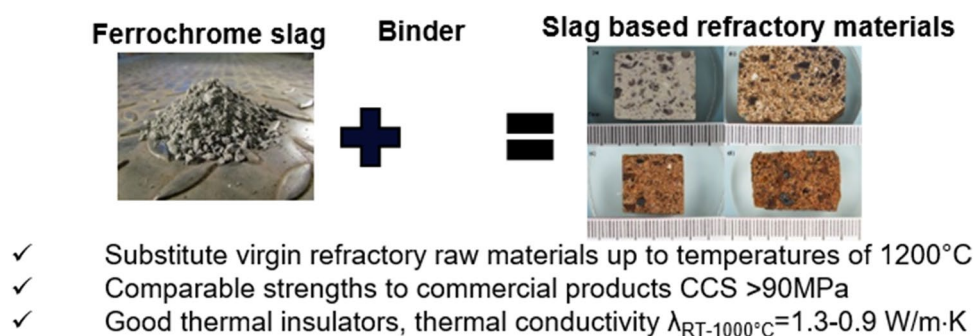 Ferrochrome slag
Binder
Slag based refractory materials
✓ Substitute virgin refractory raw materials up to temperatures of 1200°C
✓ Comparable strengths to commercial products CCS >90MPa
✓ Good thermal insulators, thermal conductivity λRT-1000°C=1.3-0.9 W/m·K